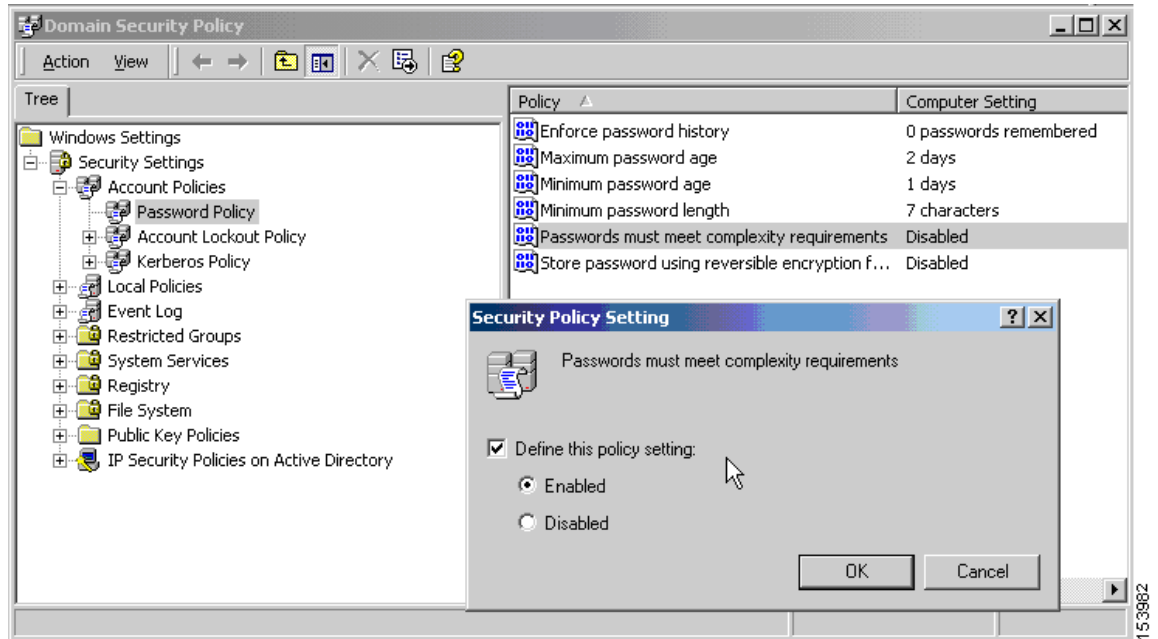 Domain Security Policy
Action View
Tree
Policy Computer Setting
Windows Settings
Security Settings
Account Policies
Password Policy
Account Lockout Policy
Kerberos Policy
Local Policies
Event Log
Restricted Groups
System Services
Registry
File System
Public Key Policies
IP Security Policies on Active Directory
Enforce password history 0 passwords remembered
Maximum password age 2 days
Minimum password age 1 days
Minimum password length 7 characters
Passwords must meet complexity requirements Disabled
Store password using reversible encryption f... Disabled
Security Policy Setting
Passwords must meet complexity requirements
Define this policy setting:
Enabled
Disabled
OK Cancel
153982